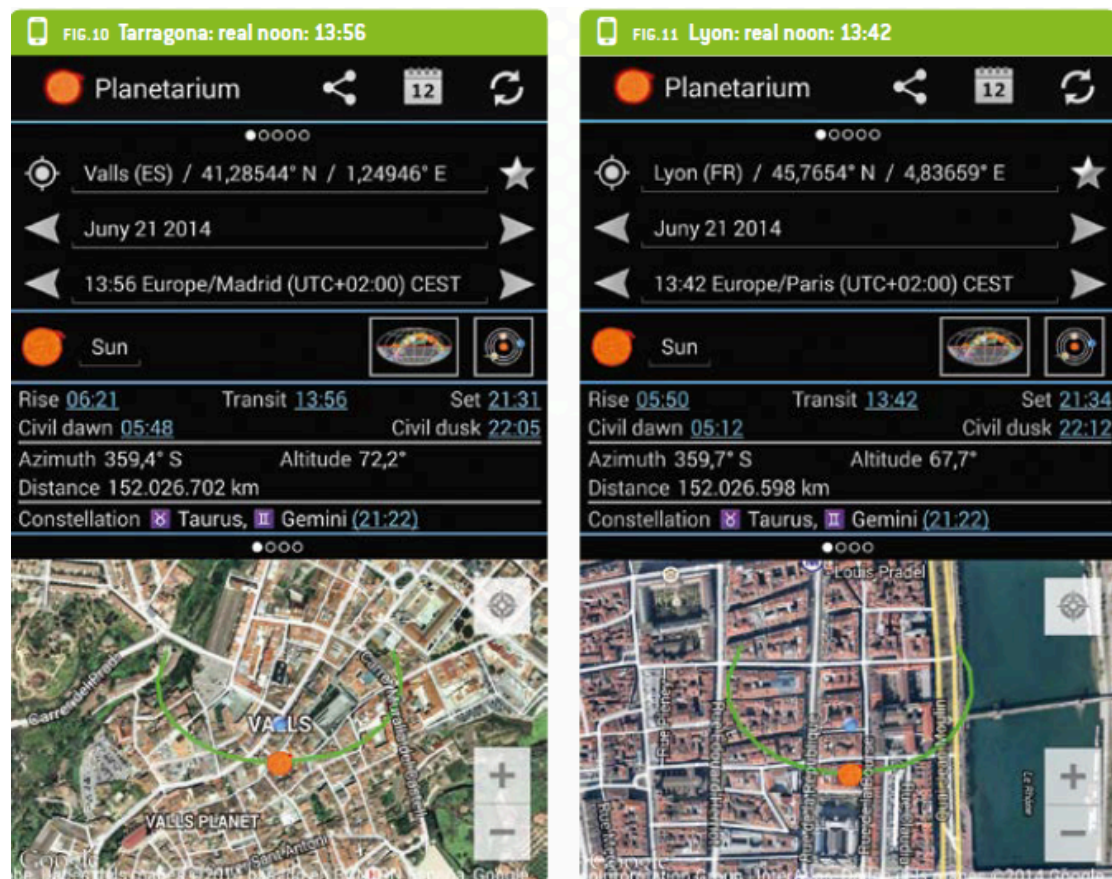 FIG.10 Tarragona: real noon: 13:56
Planetarium
12
Valls (ES) / 41,28544° N / 1,24946° E
Juny 21 2014
13:56 Europe/Madrid (UTC+02:00) CEST
Sun
Rise 06:21 Transit 13:56 Set 21:31
Civil dawn 05:48 Civil dusk 22:05
Azimuth 359,4° S Altitude 72,2°
Distance 152.026.702 km
Constellation ♉ Taurus, ♊ Gemini (21:22)
VALLS
VALLS PLANET
Google
FIG.11 Lyon: real noon: 13:42
Planetarium
12
Lyon (FR) / 45,7654° N / 4,83659° E
Juny 21 2014
13:42 Europe/Paris (UTC+02:00) CEST
Sun
Rise 05:50 Transit 13:42 Set 21:34
Civil dawn 05:12 Civil dusk 22:12
Azimuth 359,7° S Altitude 67,7°
Distance 152.026.598 km
Constellation ♉ Taurus, ♊ Gemini (21:22)
Louis Pradel
Le Rhône
Google